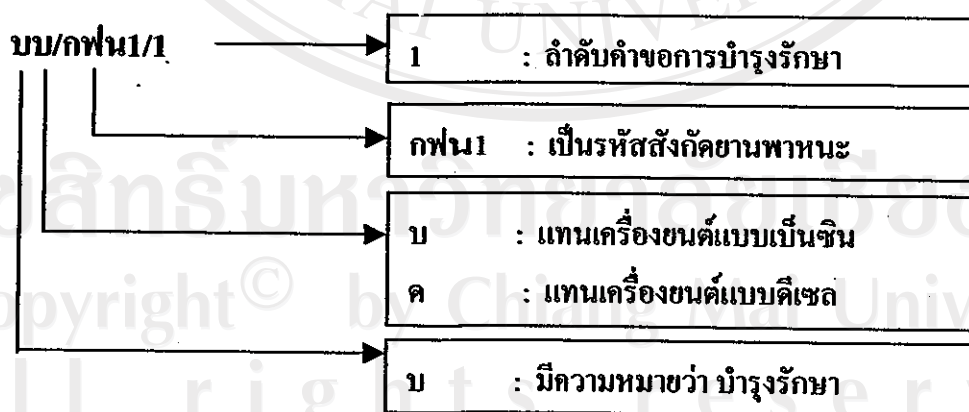 บบ/กฟน1/1
1 : ลำดับคำขอการบำรุงรักษา
กฟน1 : เป็นรหัสสังกัดยานพาหนะ
บ : แทนเครื่องยนต์แบบเบ็นซิน
ด : แทนเครื่องยนต์แบบดีเซล
บ : มีความหมายว่า บำรุงรักษา